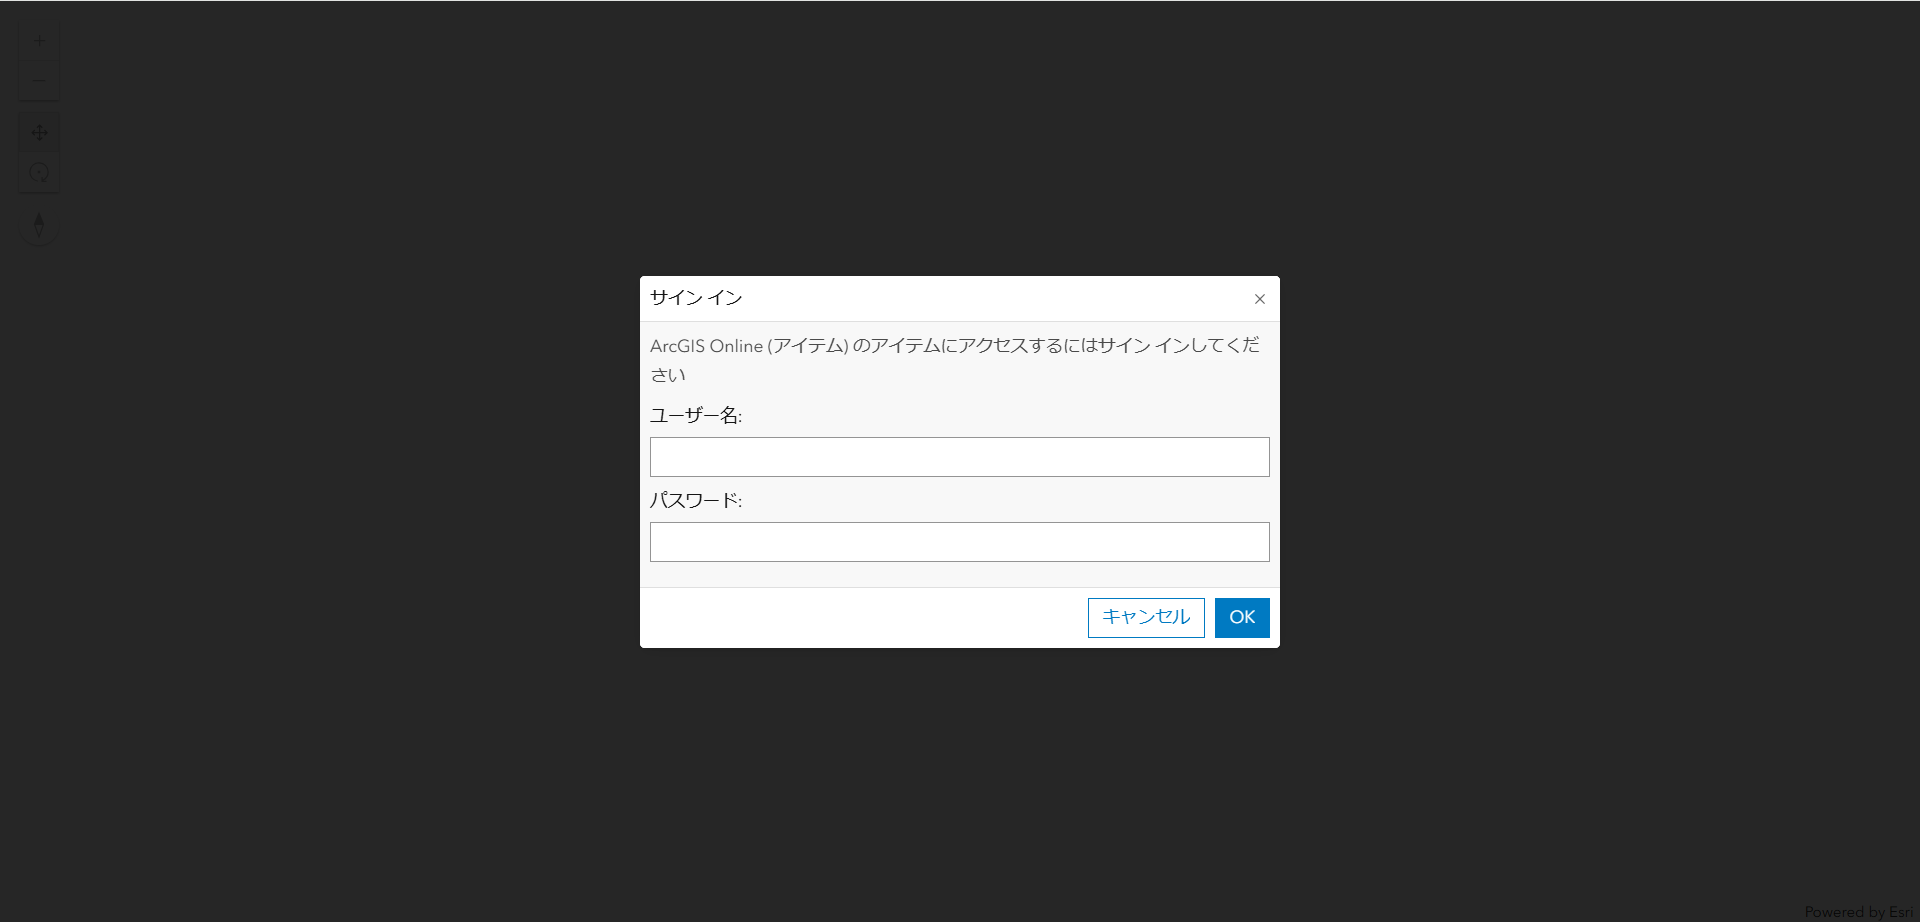 サイン イン
ArcGIS Online (アイテム) のアイテムにアクセスするにはサイン インしてくだ
さい
ユーザー名:
パスワード:
キャンセル
OK
Powered by Esri